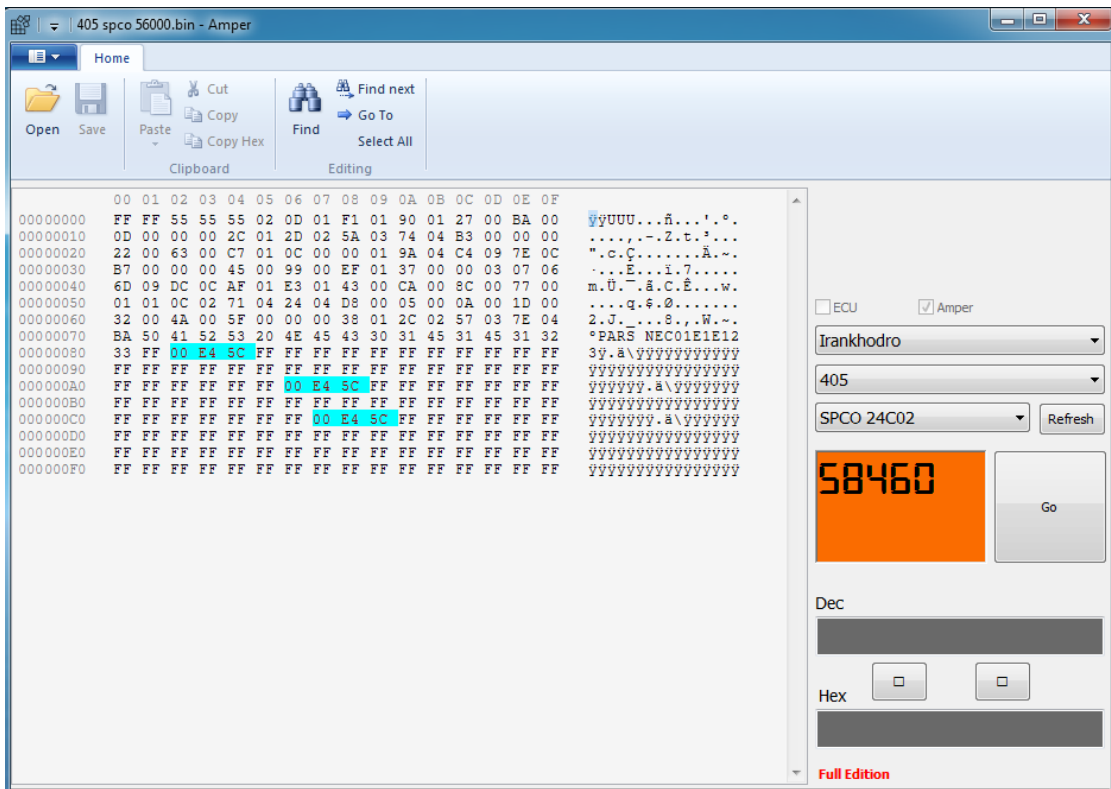 405 spco 56000.bin - Amper
Home
Open
Save
Paste
Cut
Copy
Copy Hex
Clipboard
Find
Find next
Go To
Select All
Editing
00 01 02 03 04 05 06 07 08 09 0A 0B 0C 0D 0E 0F
00000000 FF FF 55 55 55 02 0D 01 F1 01 90 01 27 00 BA 00 ÿÿUUU...ñ...'.º.
00000010 0D 00 00 00 2C 01 2D 02 5A 03 74 04 B3 00 00 00 ....,.-.Z.t.³...
00000020 22 00 63 00 C7 01 0C 00 00 01 9A 04 C4 09 7E 0C ".c.Ç.......Ä.~.
00000030 B7 00 00 00 45 00 99 00 EF 01 37 00 00 03 07 06 ·...E...ï.7.....
00000040 6D 09 DC 0C AF 01 E3 01 43 00 CA 00 8C 00 77 00 m.Ü.¯.ã.C.Ê...w.
00000050 01 01 0C 02 71 04 24 04 D8 00 05 00 0A 00 1D 00 ....q.$.Ø.......
00000060 32 00 4A 00 5F 00 00 00 38 01 2C 02 57 03 7E 04 2.J._...8.,.W.~.
00000070 BA 50 41 52 53 20 4E 45 43 30 31 45 31 45 31 32 ºPARS NEC01E1E12
00000080 33 FF 00 E4 5C FF FF FF FF FF FF FF FF FF FF FF 3ÿ.ä\ÿÿÿÿÿÿÿÿÿÿÿ
00000090 FF FF FF FF FF FF FF FF FF FF FF FF FF FF FF FF ÿÿÿÿÿÿÿÿÿÿÿÿÿÿÿÿ
000000A0 FF FF FF FF FF FF 00 E4 5C FF FF FF FF FF FF FF ÿÿÿÿÿÿ.ä\ÿÿÿÿÿÿÿ
000000B0 FF FF FF FF FF FF FF FF FF FF FF FF FF FF FF FF ÿÿÿÿÿÿÿÿÿÿÿÿÿÿÿÿ
000000C0 FF FF FF FF FF FF FF 00 E4 5C FF FF FF FF FF FF ÿÿÿÿÿÿÿ.ä\ÿÿÿÿÿÿ
000000D0 FF FF FF FF FF FF FF FF FF FF FF FF FF FF FF FF ÿÿÿÿÿÿÿÿÿÿÿÿÿÿÿÿ
000000E0 FF FF FF FF FF FF FF FF FF FF FF FF FF FF FF FF ÿÿÿÿÿÿÿÿÿÿÿÿÿÿÿÿ
000000F0 FF FF FF FF FF FF FF FF FF FF FF FF FF FF FF FF ÿÿÿÿÿÿÿÿÿÿÿÿÿÿÿÿ
ECU
Amper
Irankhodro
405
SPCO 24C02
Refresh
58460
Go
Dec
Hex
Full Edition